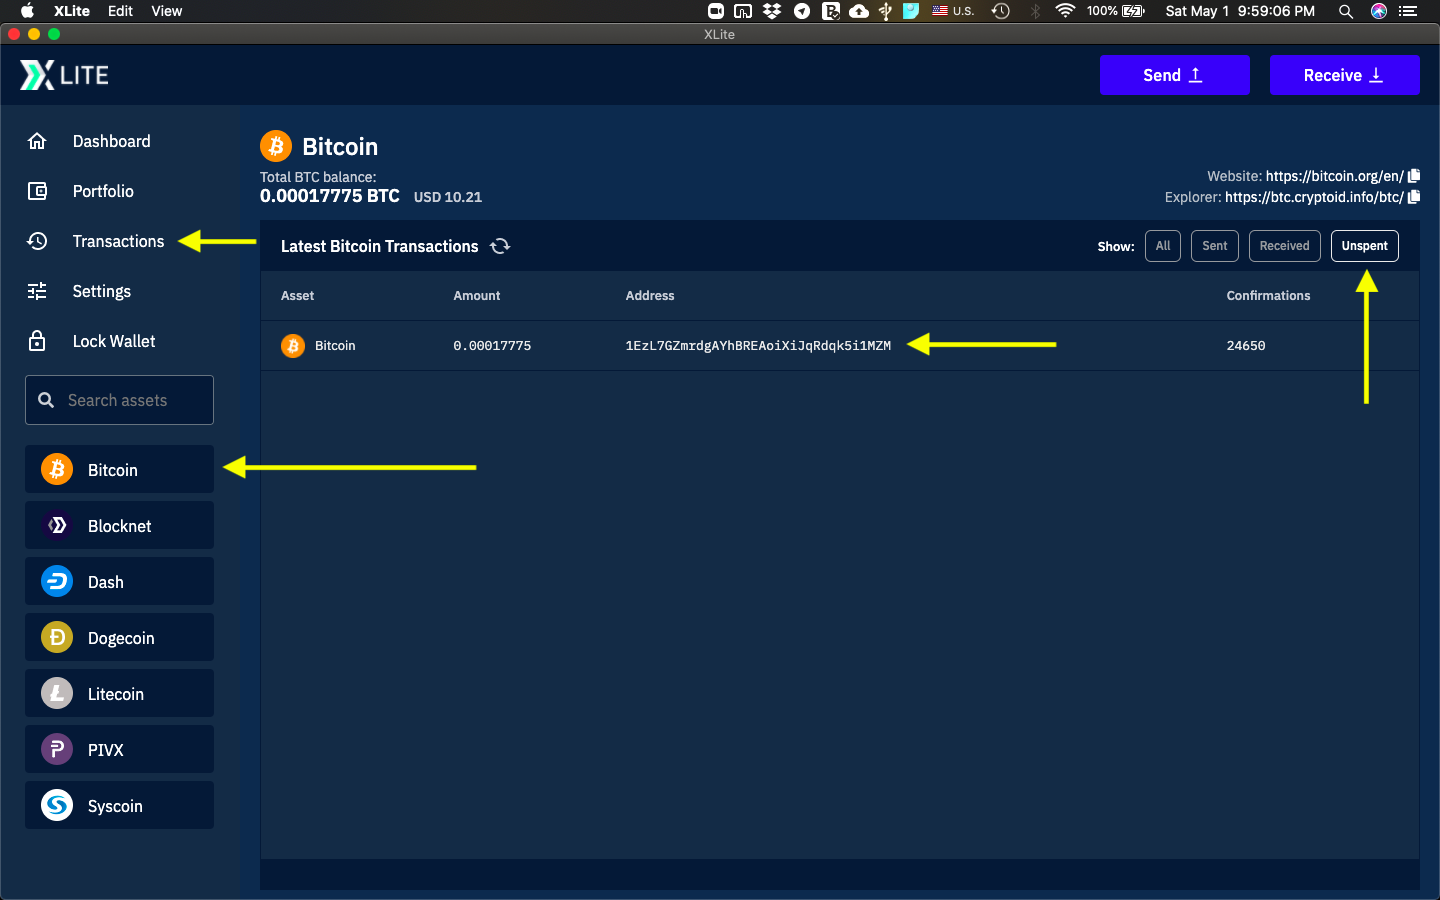 XLite Edit View U.S. 100% Sat May 1 9:59:06 PM
XLite
XLITE
Send
Receive
Dashboard
Portfolio
Transactions
Settings
Lock Wallet
Search assets
Bitcoin
Blocknet
Dash
Dogecoin
Litecoin
PIVX
Syscoin
Bitcoin
Total BTC balance:
0.00017775 BTC USD 10.21
Website: https://bitcoin.org/en/
Explorer: https://btc.cryptoid.info/btc/
Latest Bitcoin Transactions
Show: All Sent Received Unspent
Asset Amount Address Confirmations
Bitcoin 0.00017775 1EzL7GZmrdgAYhBREAoiXiJqRdqk5i1MZM 24650